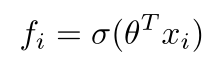 f_i = σ(θ^T x_i)